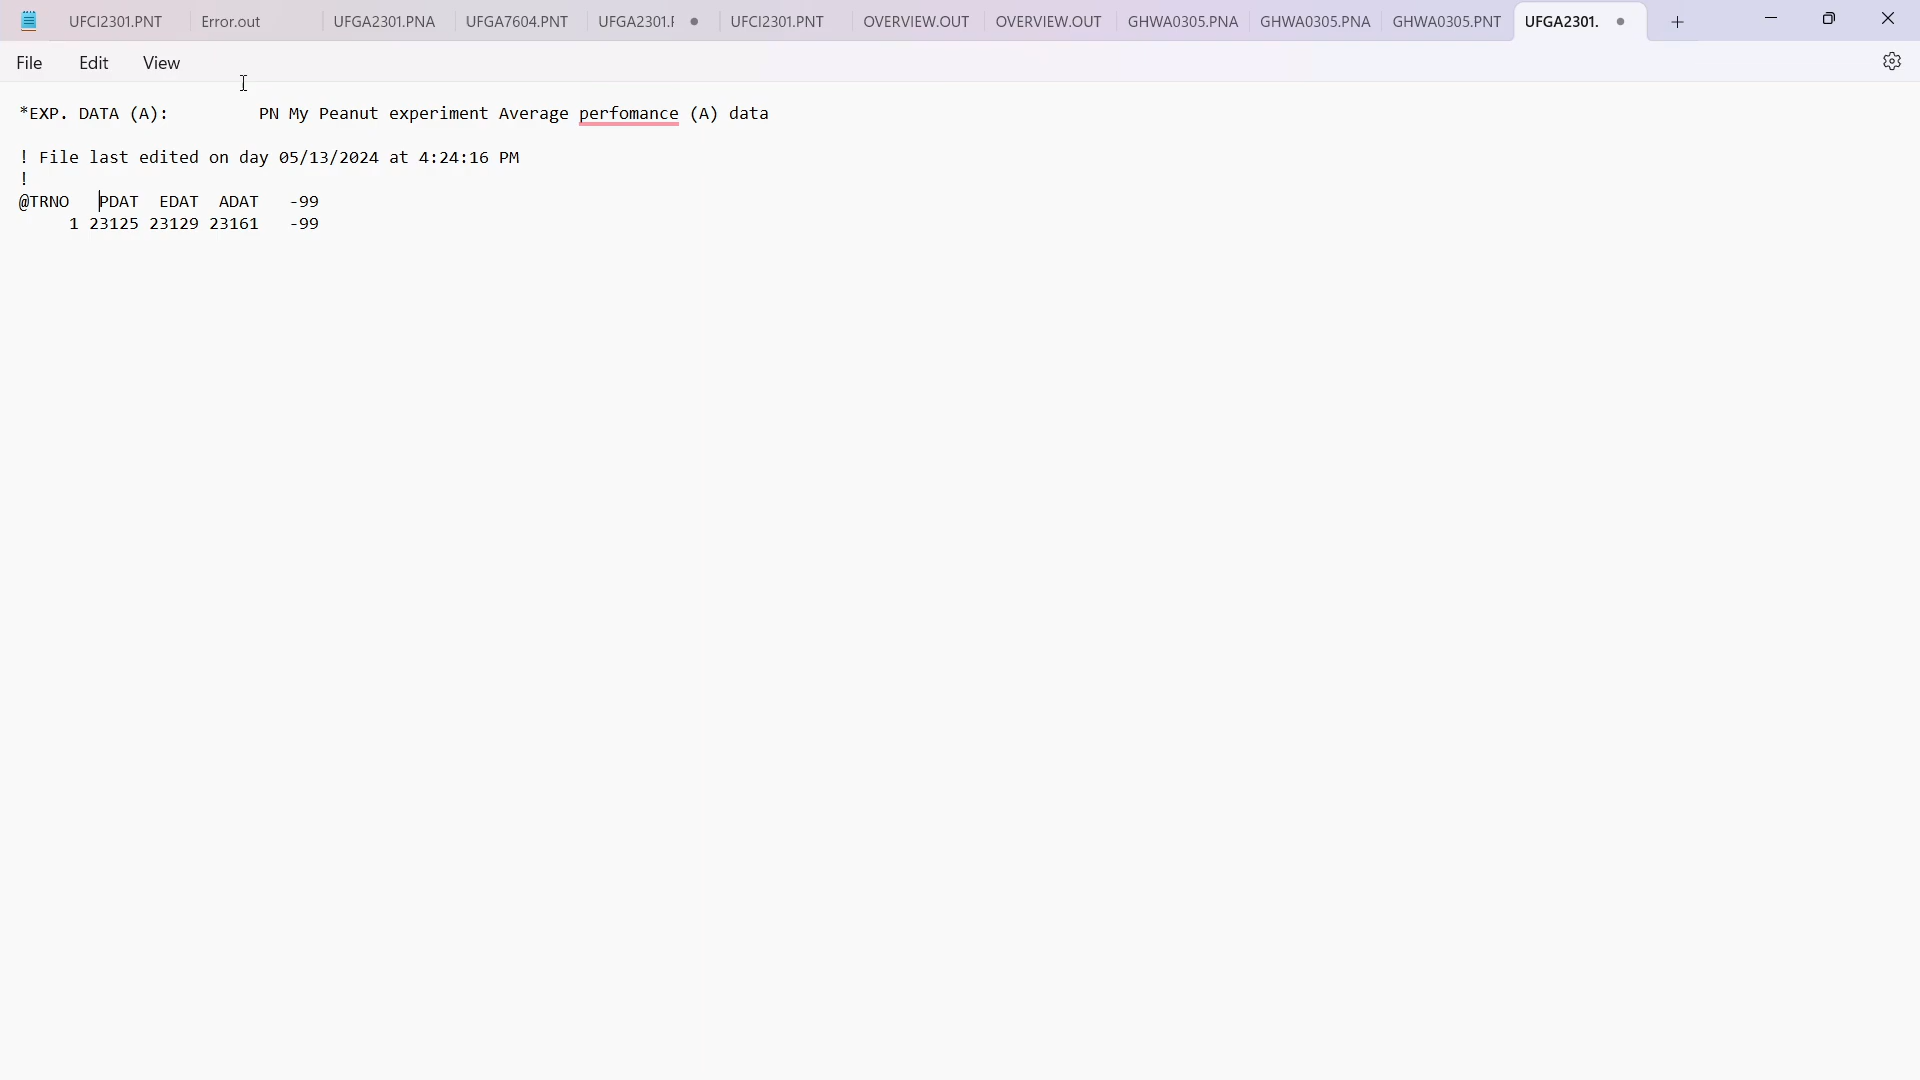 UFCI2301.PNT Error.out UFGA2301.PNA UFGA7604.PNT UFGA2301.F UFCI2301.PNT OVERVIEW.OUT OVERVIEW.OUT GHWA0305.PNA GHWA0305.PNA GHWA0305.PNT UFGA2301.
File Edit View
*EXP. DATA (A): PN My Peanut experiment Average perfomance (A) data
! File last edited on day 05/13/2024 at 4:24:16 PM
!
@TRNO PDAT EDAT ADAT -99
1 23125 23129 23161 -99